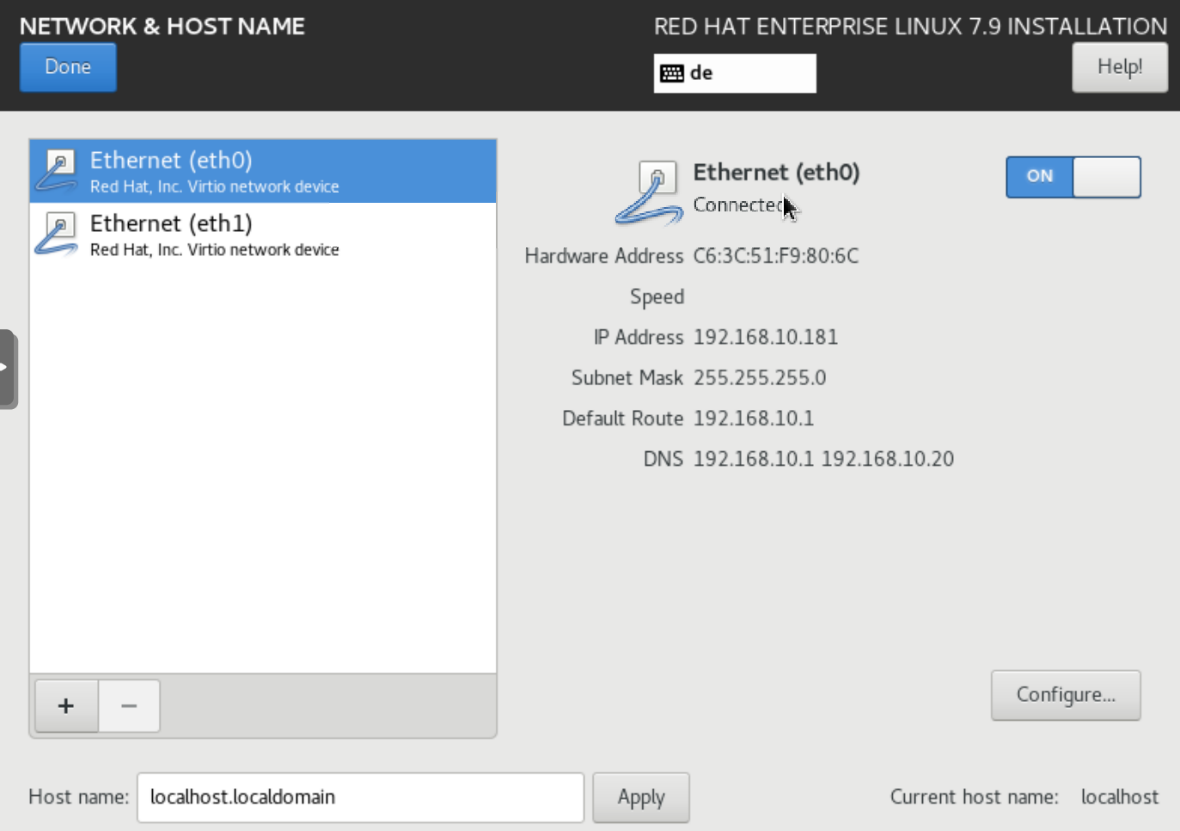 NETWORK & HOST NAME
RED HAT ENTERPRISE LINUX 7.9 INSTALLATION
Done
de
Help!
Ethernet (eth0)
Red Hat, Inc. Virtio network device
Ethernet (eth1)
Red Hat, Inc. Virtio network device
Ethernet (eth0)
Connected
ON
Hardware Address C6:3C:51:F9:80:6C
Speed
IP Address 192.168.10.181
Subnet Mask 255.255.255.0
Default Route 192.168.10.1
DNS 192.168.10.1 192.168.10.20
+ −
Configure...
Host name: localhost.localdomain Apply Current host name: localhost